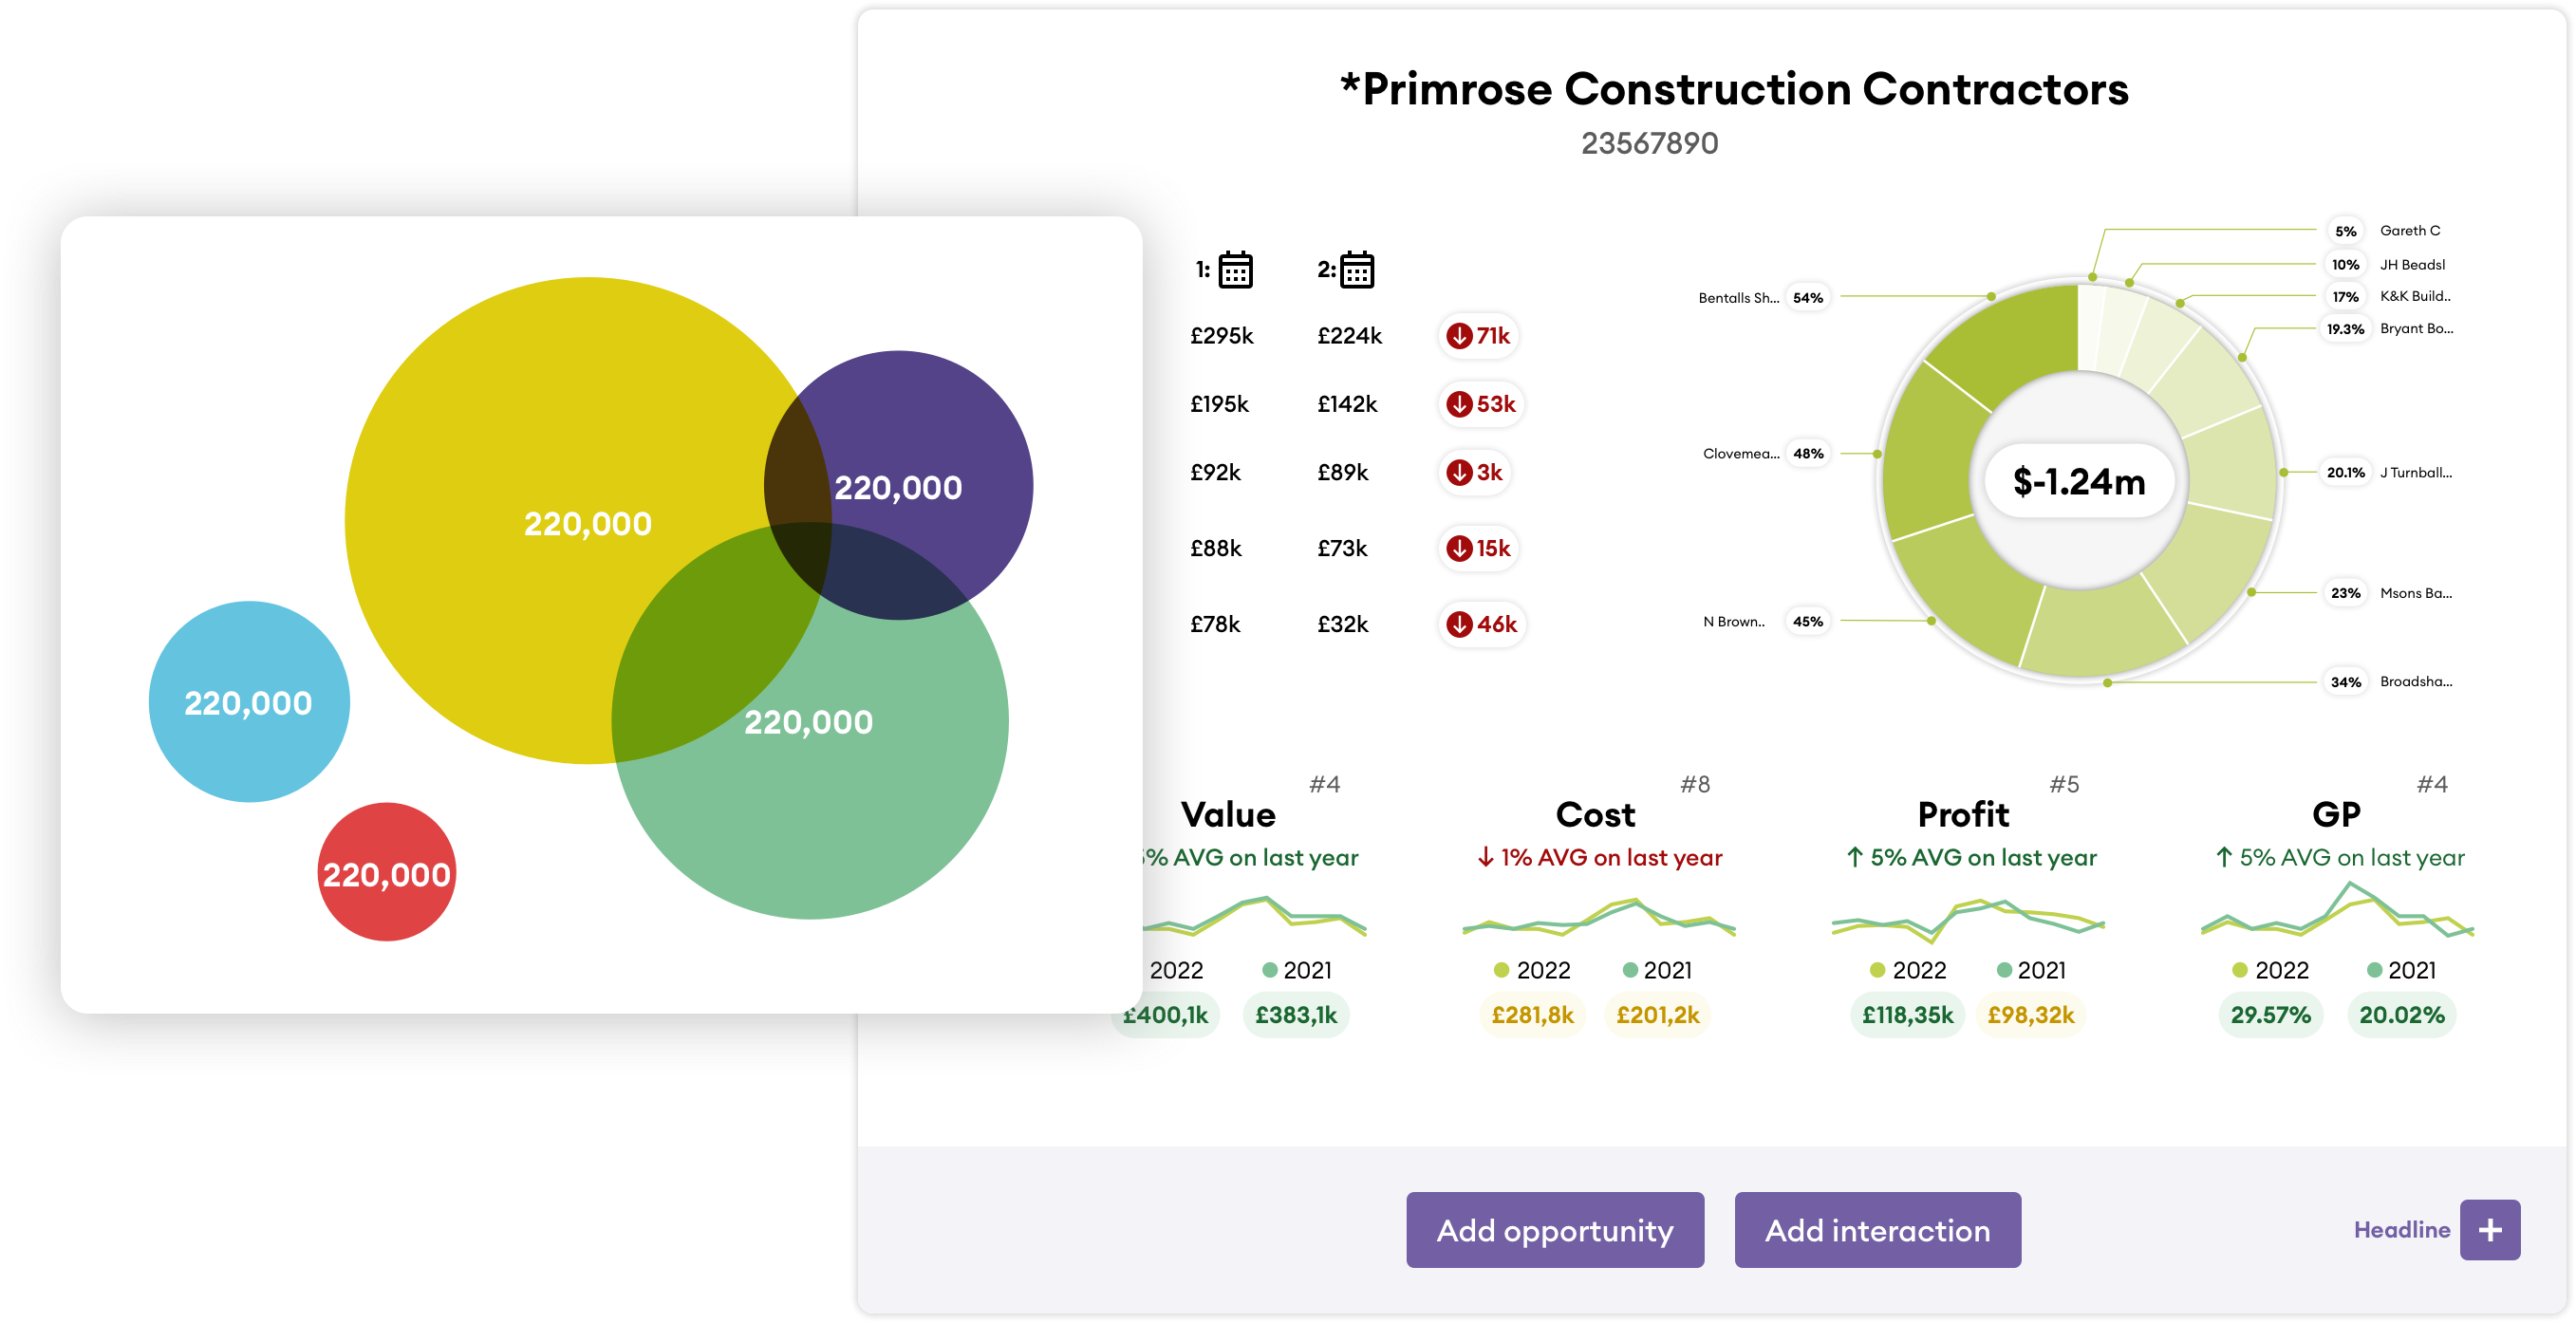 *Primrose Construction Contractors
23567890
220,000
220,000
220,000
220,000
220,000
1: 2:
£295k £224k 71k
£195k £142k 53k
£92k £89k 3k
£88k £73k 15k
£78k £32k 46k
5% Gareth C
10% JH Beadsl
17% K&K Build..
19.3% Bryant Bo...
20.1% J Turnball...
23% Msons Ba...
34% Broadsha...
Bentalls Sh... 54%
Clovemea... 48%
N Brown.. 45%
$-1.24m
#4
Value
% AVG on last year
2022 2021
£400,1k £383,1k
#8
Cost
↓ 1% AVG on last year
2022 2021
£281,8k £201,2k
#5
Profit
↑ 5% AVG on last year
2022 2021
£118,35k £98,32k
#4
GP
↑ 5% AVG on last year
2022 2021
29.57% 20.02%
Add opportunity
Add interaction
Headline +